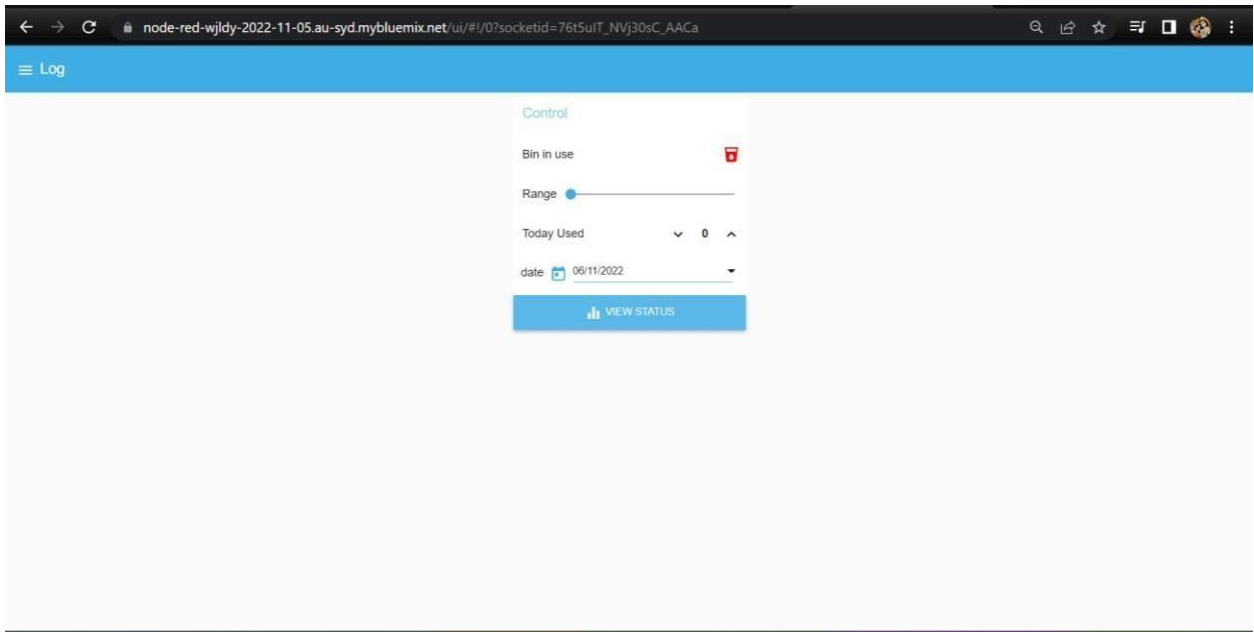 node-red-wjldy-2022-11-05.au-syd.mybluemix.net/ui/#!/0?socketid=76t5uIT_NVj30sC_AACa
Log
Control
Bin in use
Range
Today Used 0
date 06/11/2022
VIEW STATUS